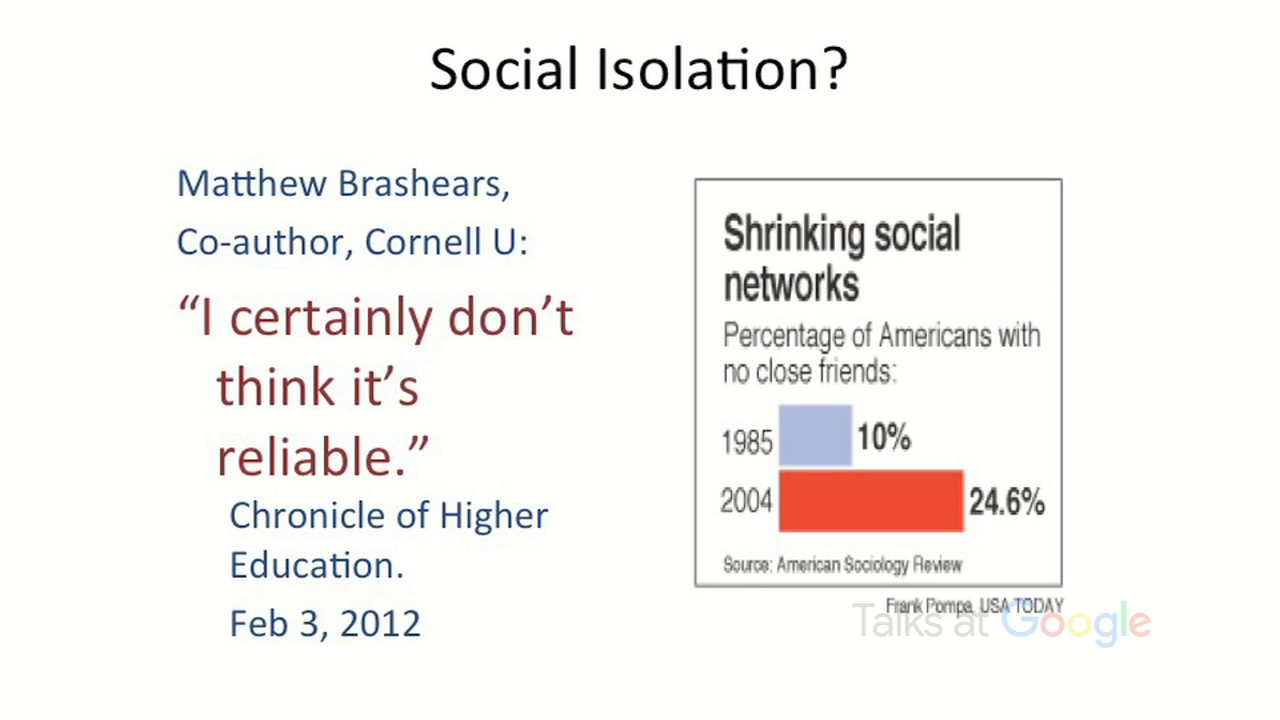 Social Isolation?
Matthew Brashears,
Co-author, Cornell U:
“I certainly don’t
think it’s
reliable.”
Chronicle of Higher
Education.
Feb 3, 2012
Shrinking social
networks
Percentage of Americans with
no close friends:
1985 10%
2004 24.6%
Source: American Sociology Review
Frank Pompa, USA TODAY
Talks at Google